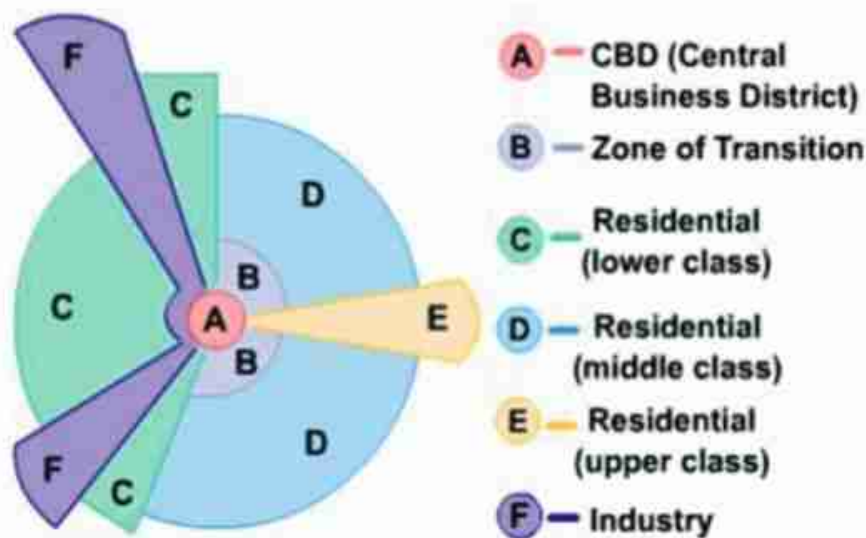 F
C
D
B
C
A
E
B
D
F
C
A CBD (Central
Business District)
B Zone of Transition
C Residential
(lower class)
D Residential
(middle class)
E Residential
(upper class)
F Industry